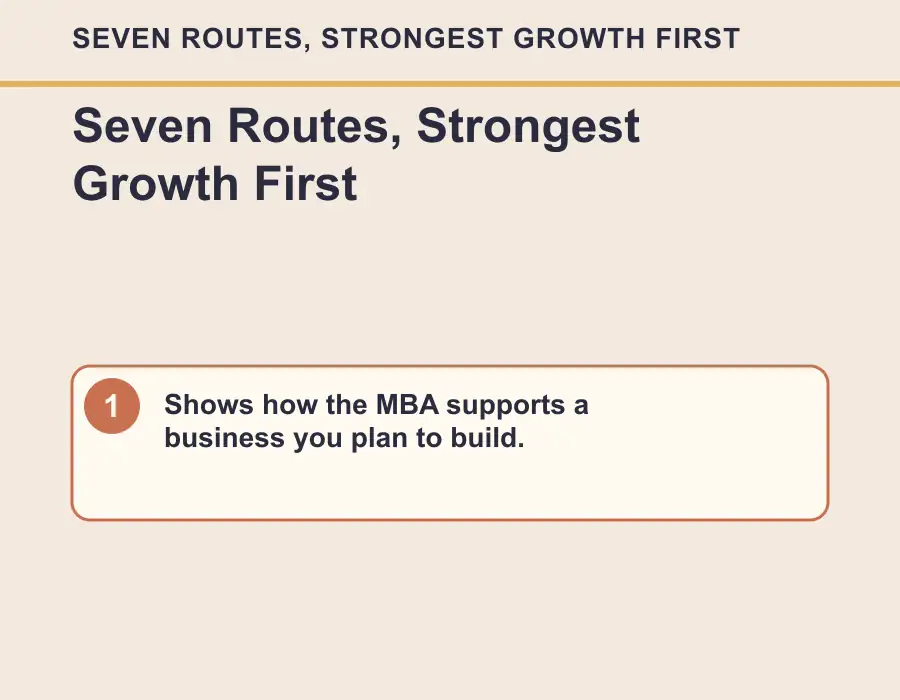 SEVEN ROUTES, STRONGEST GROWTH FIRST
Seven Routes, Strongest
Growth First
1
Shows how the MBA supports a
business you plan to build.